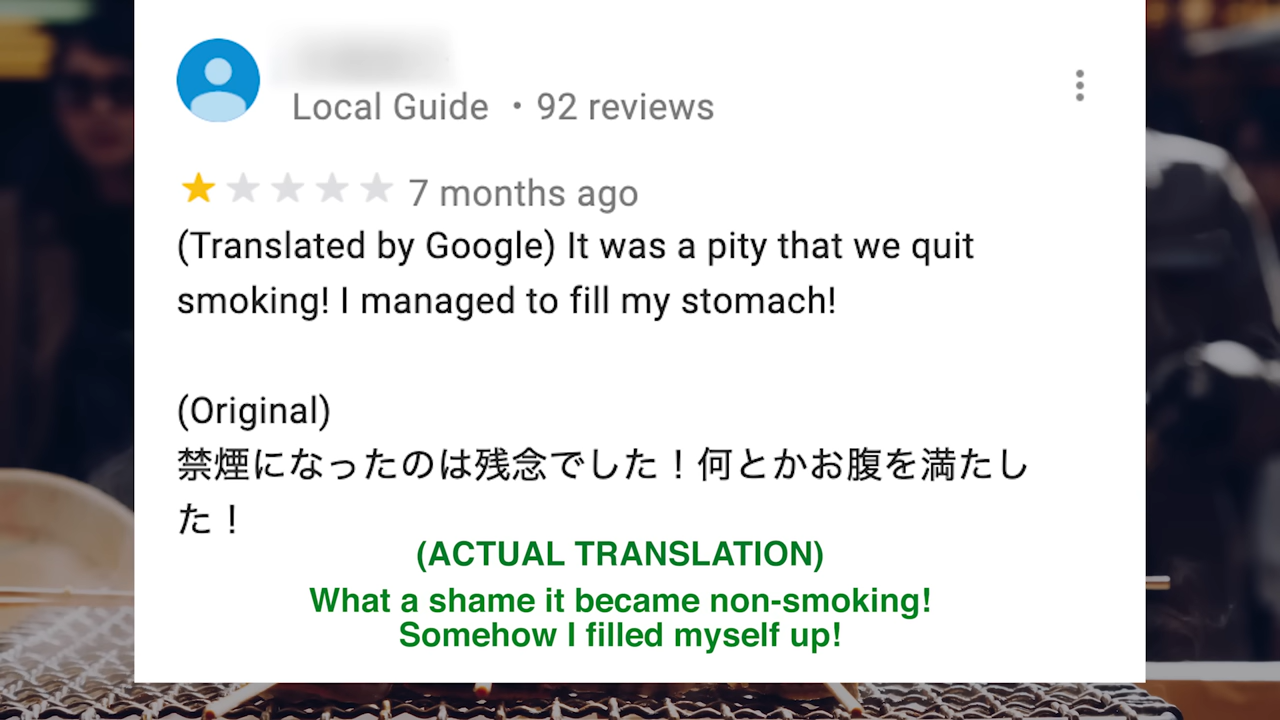 Local Guide ・92 reviews
7 months ago
(Translated by Google) It was a pity that we quit
smoking! I managed to fill my stomach!
(Original)
禁煙になったのは残念でした！何とかお腹を満たし
た！
(ACTUAL TRANSLATION)
What a shame it became non-smoking!
Somehow I filled myself up!